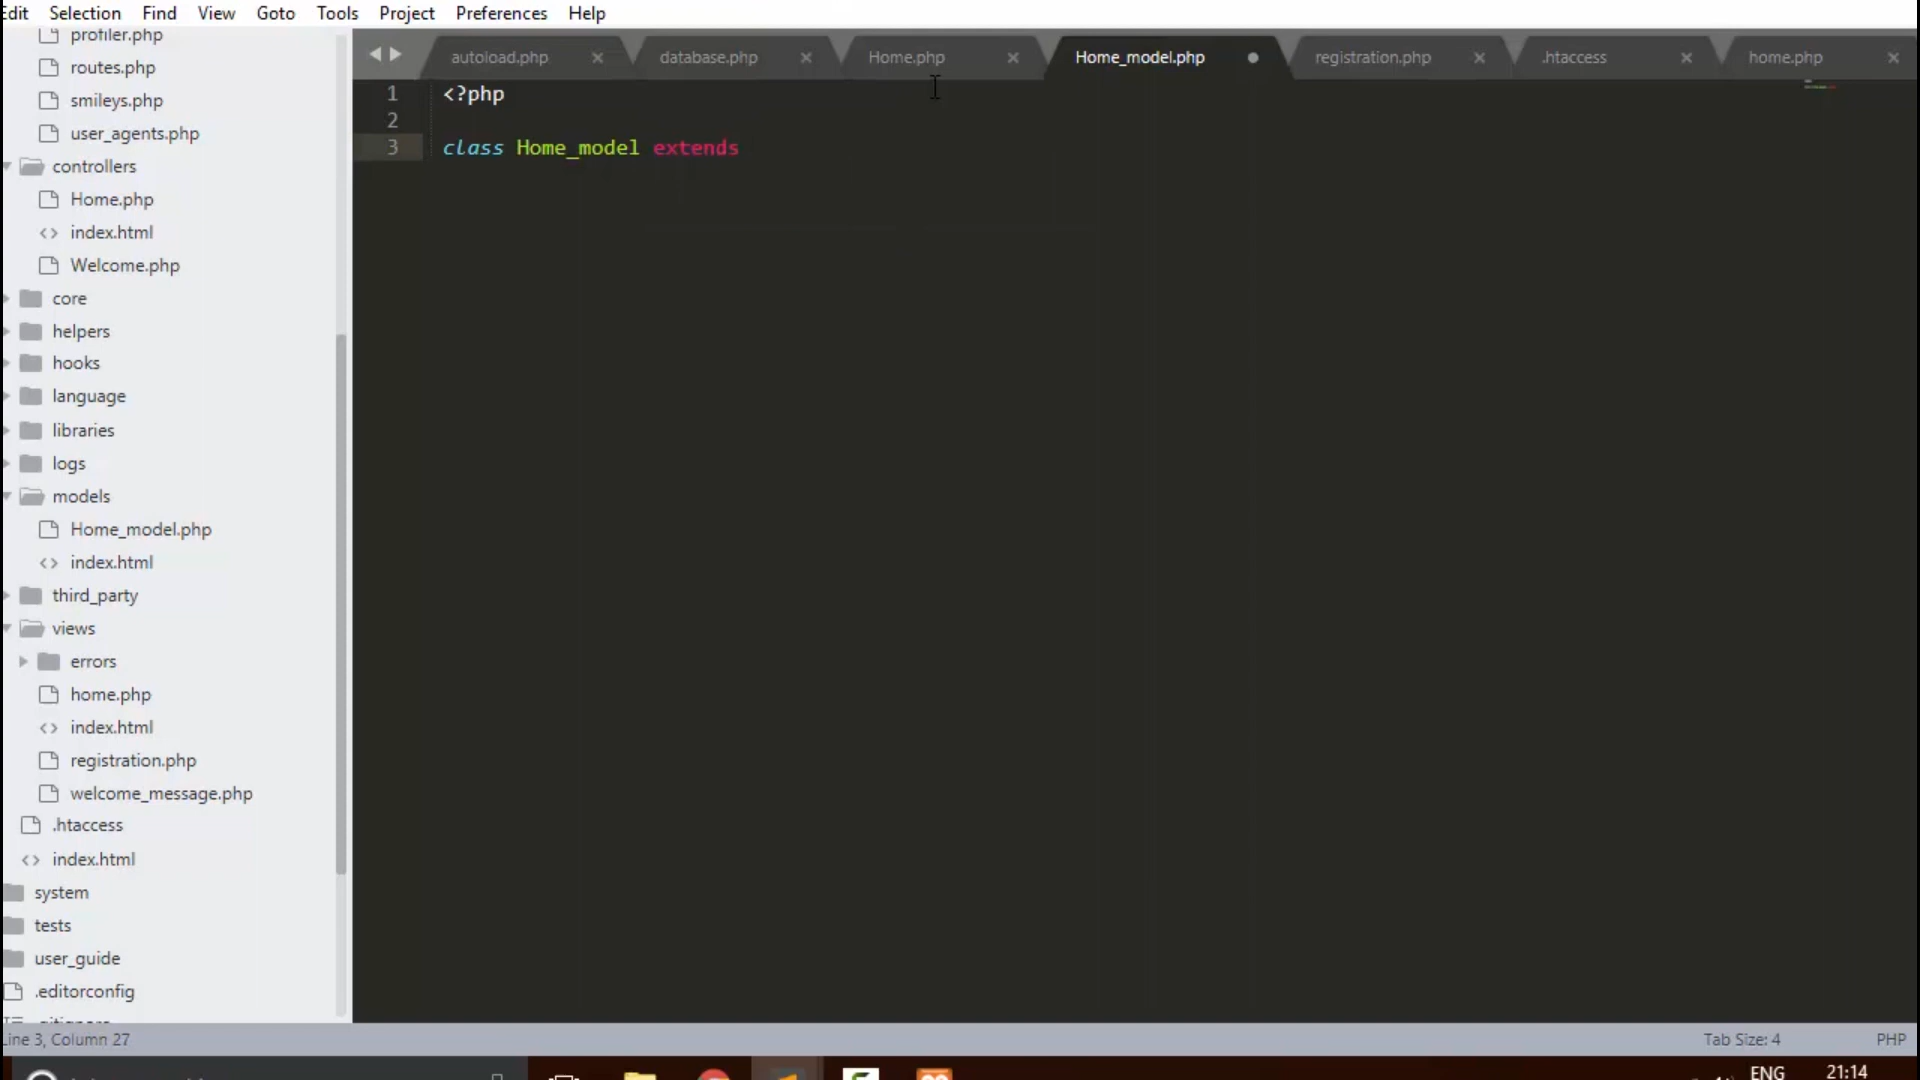 Edit Selection Find View Goto Tools Project Preferences Help
profiler.php
routes.php
smileys.php
user_agents.php
controllers
Home.php
index.html
Welcome.php
core
helpers
hooks
language
libraries
logs
models
Home_model.php
index.html
third_party
views
errors
home.php
index.html
registration.php
welcome_message.php
.htaccess
index.html
system
tests
user_guide
.editorconfig
.gitignore
autoload.php database.php Home.php Home_model.php registration.php .htaccess home.php
1 <?php
2
3 class Home_model extends
Line 3, Column 27
Tab Size: 4 PHP
ENG 21:14